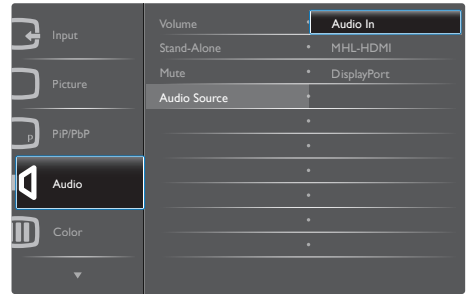 Input
Picture
P
PiP/PbP
Audio
Color
Volume
Stand-Alone
Mute
Audio Source
Audio In
MHL-HDMI
DisplayPort